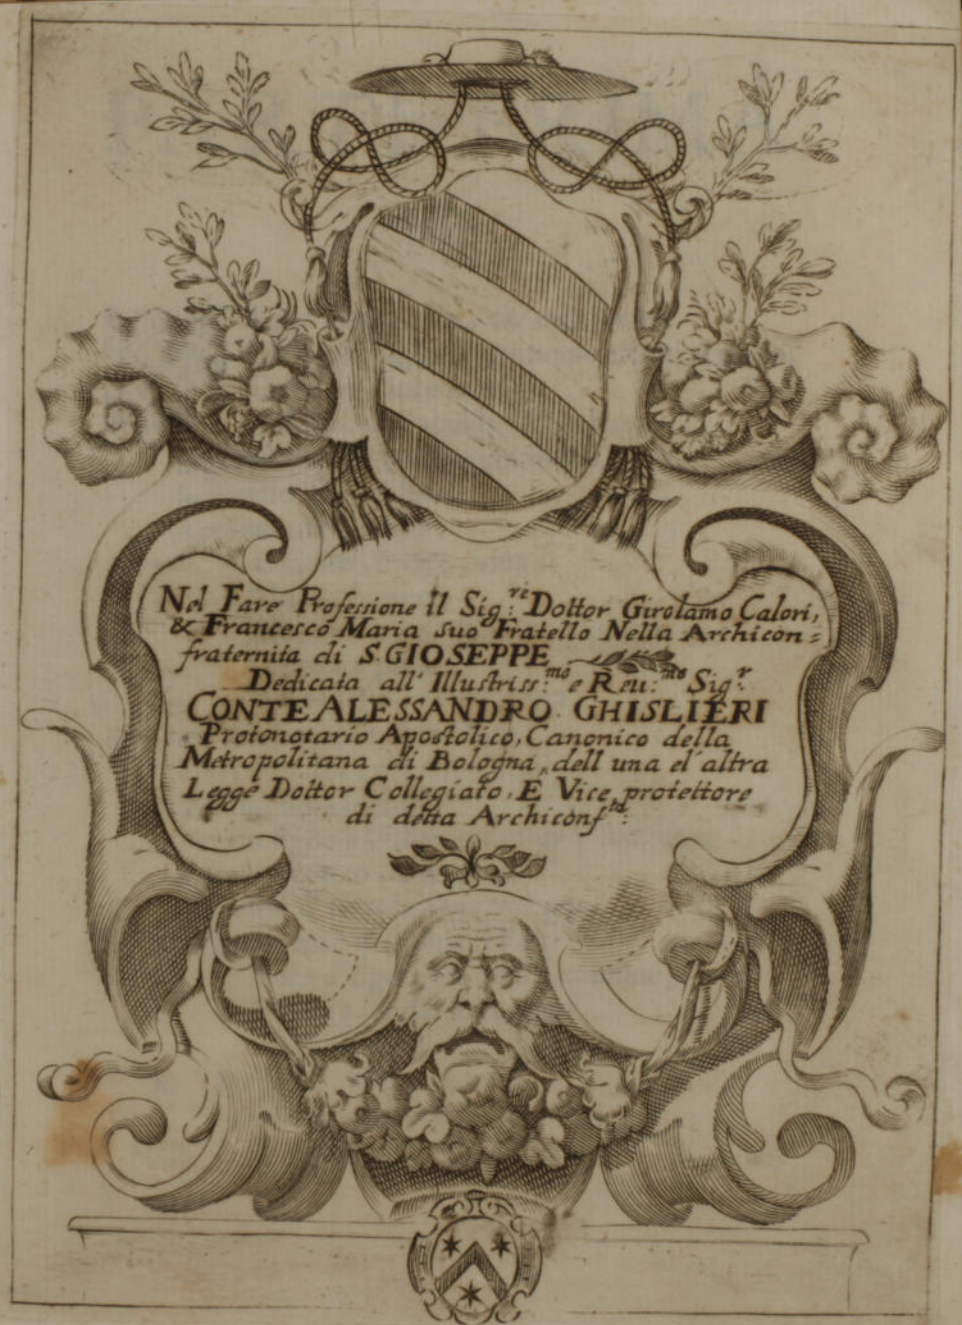 Nel Fare Professione il Sig:re Dottor Girolamo Calori,
& Francesco Maria suo Fratello Nella Archicon=
fraternita di S. GIOSEPPE
Dedicata all' Illustriss:mo e Reu:mo Sig.r
CONTE ALESSANDRO GHISLIERI
Protonotario Apostolico, Canonico della
Metropolitana di Bologna, dell una el' altra
Legge Dottor Collegiato, E Vice protettore
di detta Archiconf:ta: